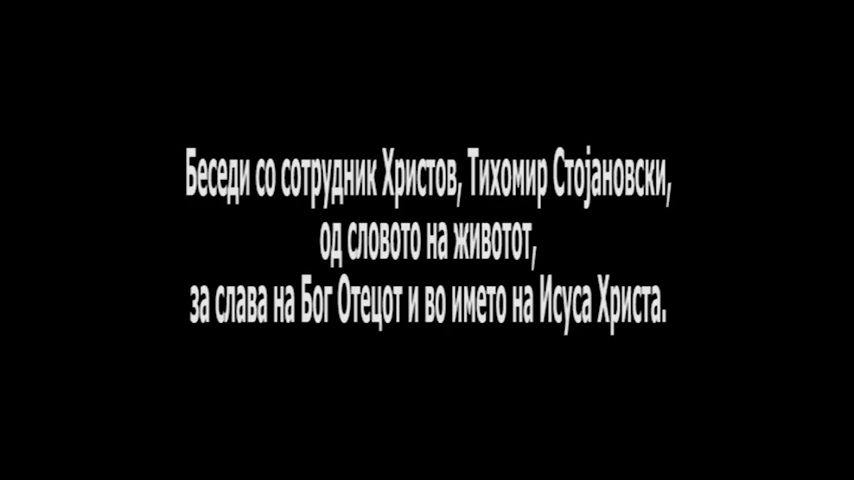 Беседи со сотрудник Христов, Тихомир Стојановски,
од словото на животот,
за слава на Бог Отецот и во името на Исуса Христа.